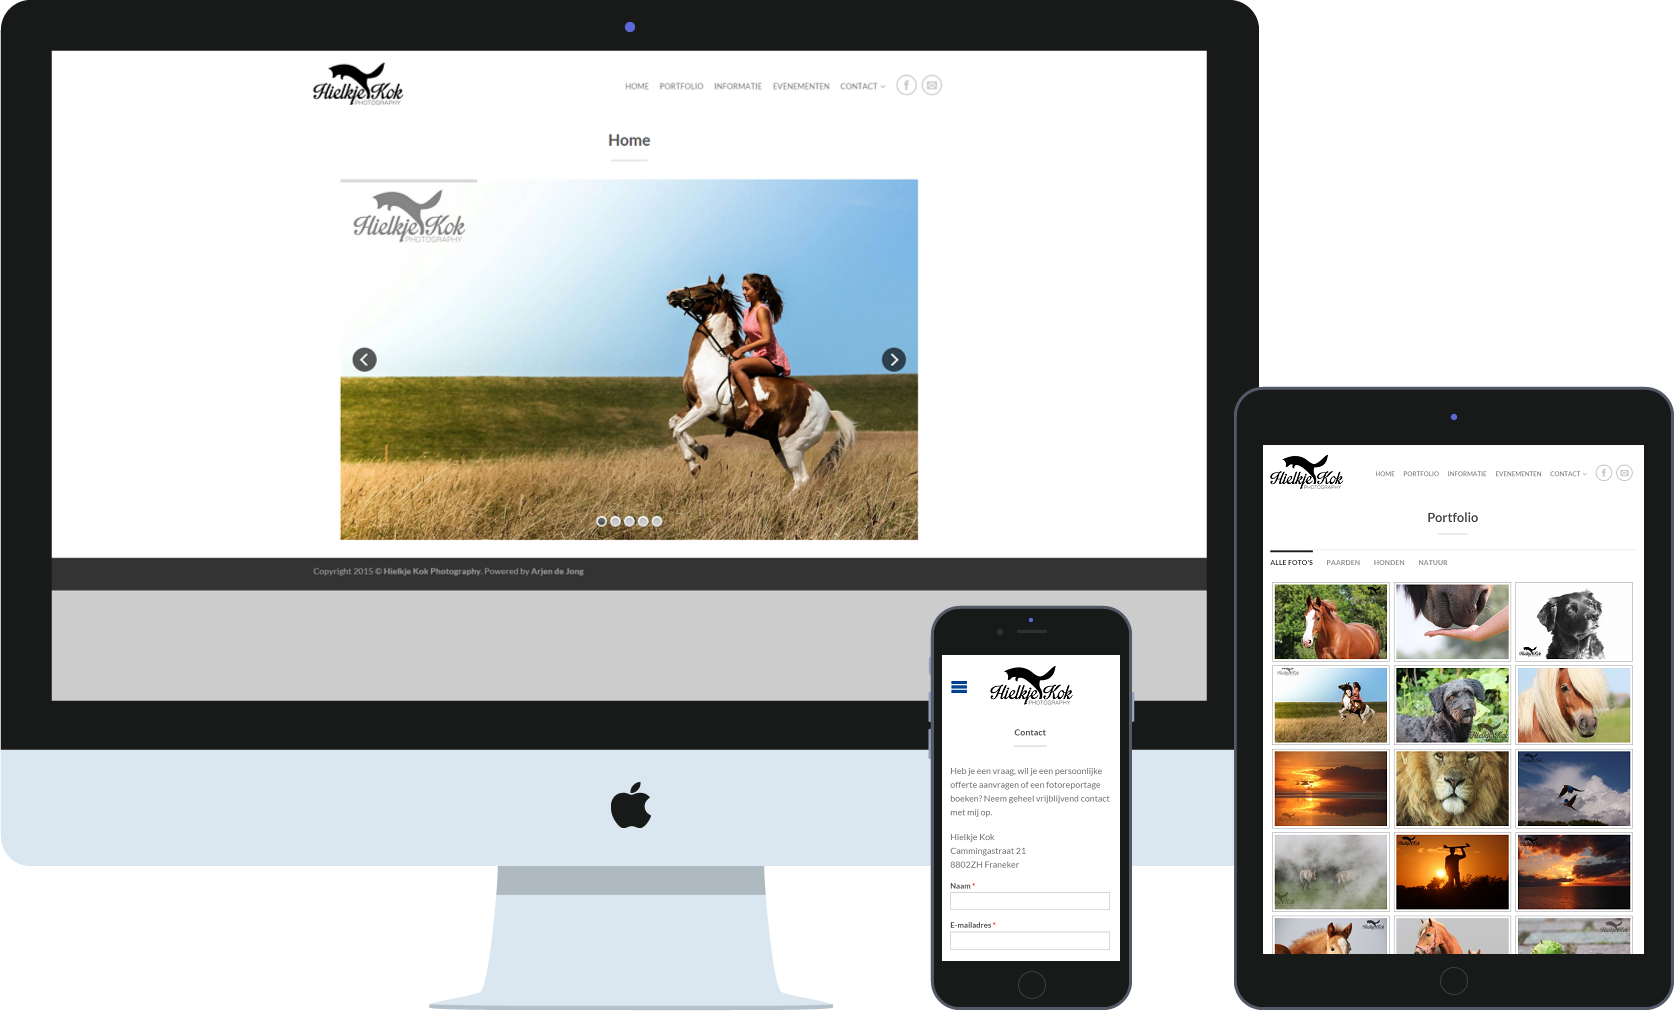 Hielkje Kok
PHOTOGRAPHY
HOME PORTFOLIO INFORMATIE EVENEMENTEN CONTACT
Home
Hielkje Kok
PHOTOGRAPHY
Copyright 2015 © Hielkje Kok Photography. Powered by Arjen de Jong
Hielkje Kok
PHOTOGRAPHY
Contact
Heb je een vraag, wil je een persoonlijke
offerte aanvragen of een fotoreportage
boeken? Neem geheel vrijblijvend contact
met mij op.
Hielkje Kok
Cammingastraat 21
8802ZH Franeker
Naam *
E-mailadres *
Hielkje Kok
PHOTOGRAPHY
HOME PORTFOLIO INFORMATIE EVENEMENTEN CONTACT
Portfolio
ALLE FOTO'S PAARDEN HONDEN NATUUR